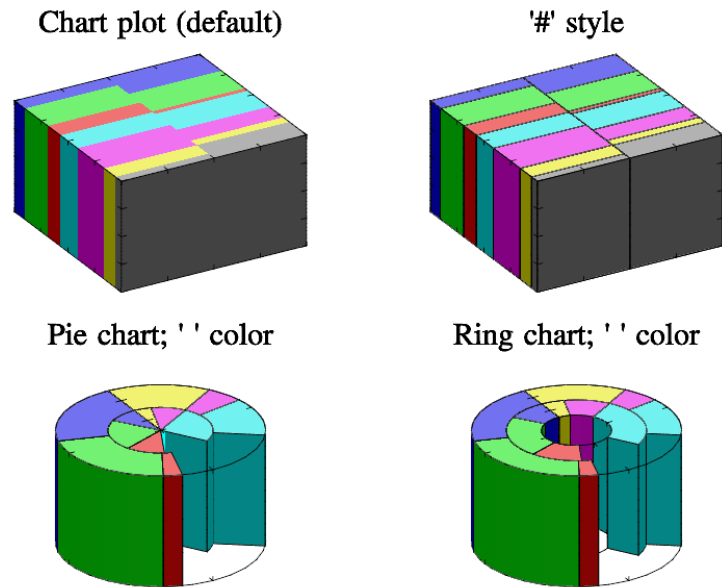 Chart plot (default)
'#' style
Pie chart; ' ' color
Ring chart; ' ' color